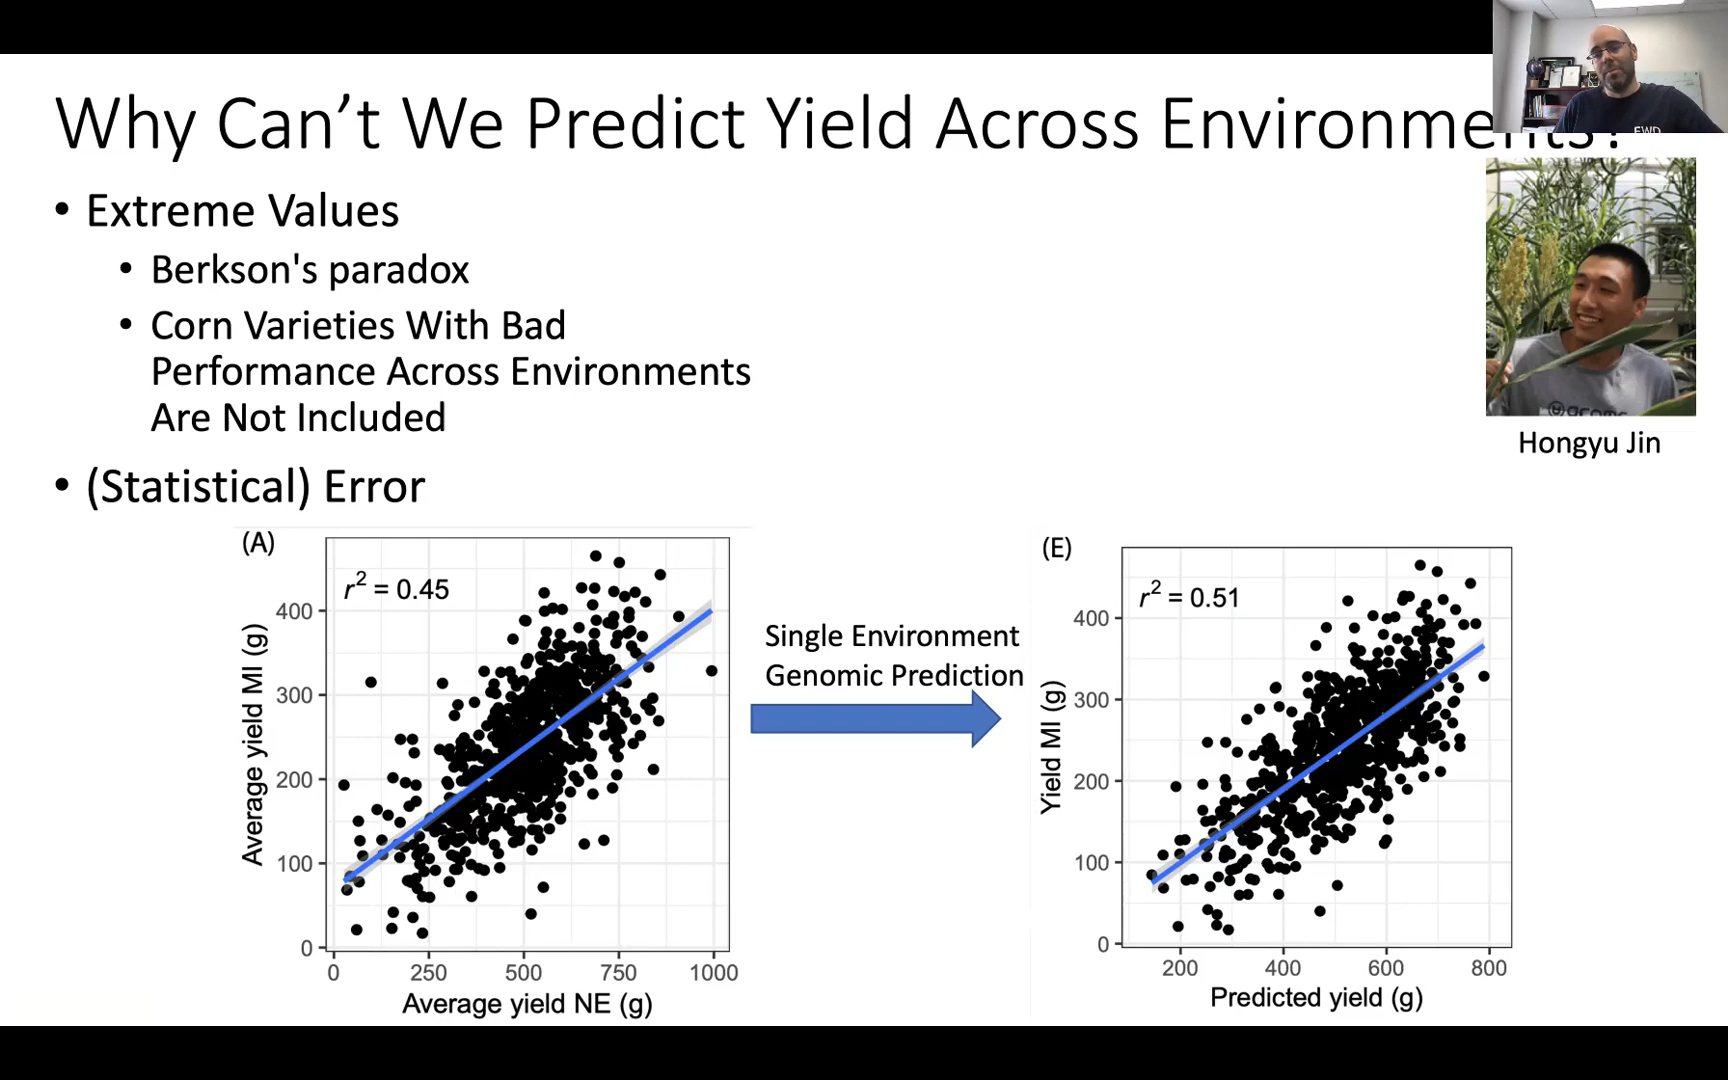 Why Can't We Predict Yield Across Environments?
• Extreme Values
• Berkson's paradox
• Corn Varieties With Bad
Performance Across Environments
Are Not Included
• (Statistical) Error
Hongyu Jin
(A)
r² = 0.45
Average yield MI (g)
400
300
200
100
0
0 250 500 750 1000
Average yield NE (g)
Single Environment
Genomic Prediction
(E)
r² = 0.51
Yield MI (g)
400
300
200
100
0
200 400 600 800
Predicted yield (g)